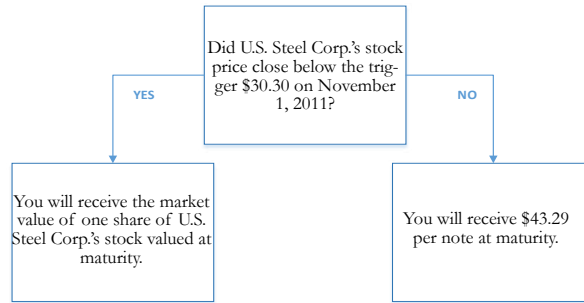 Did U.S. Steel Corp.'s stock
price close below the trig-
ger $30.30 on November
1, 2011?
YES
NO
You will receive the market
value of one share of U.S.
Steel Corp.'s stock valued at
maturity.
You will receive $43.29
per note at maturity.